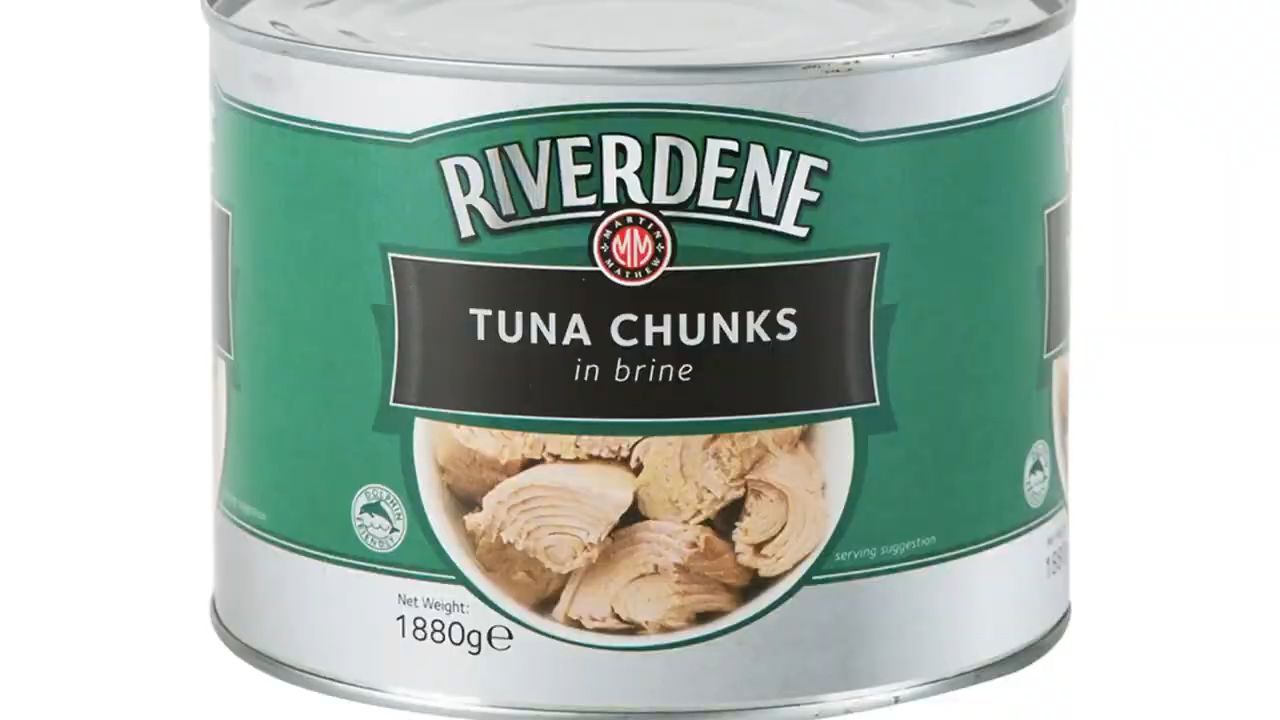 RIVERDENE
MARTIN
MM
MATHEW
TUNA CHUNKS
in brine
DOLPHIN
FRIENDLY
serving suggestion
Net Weight:
1880g℮